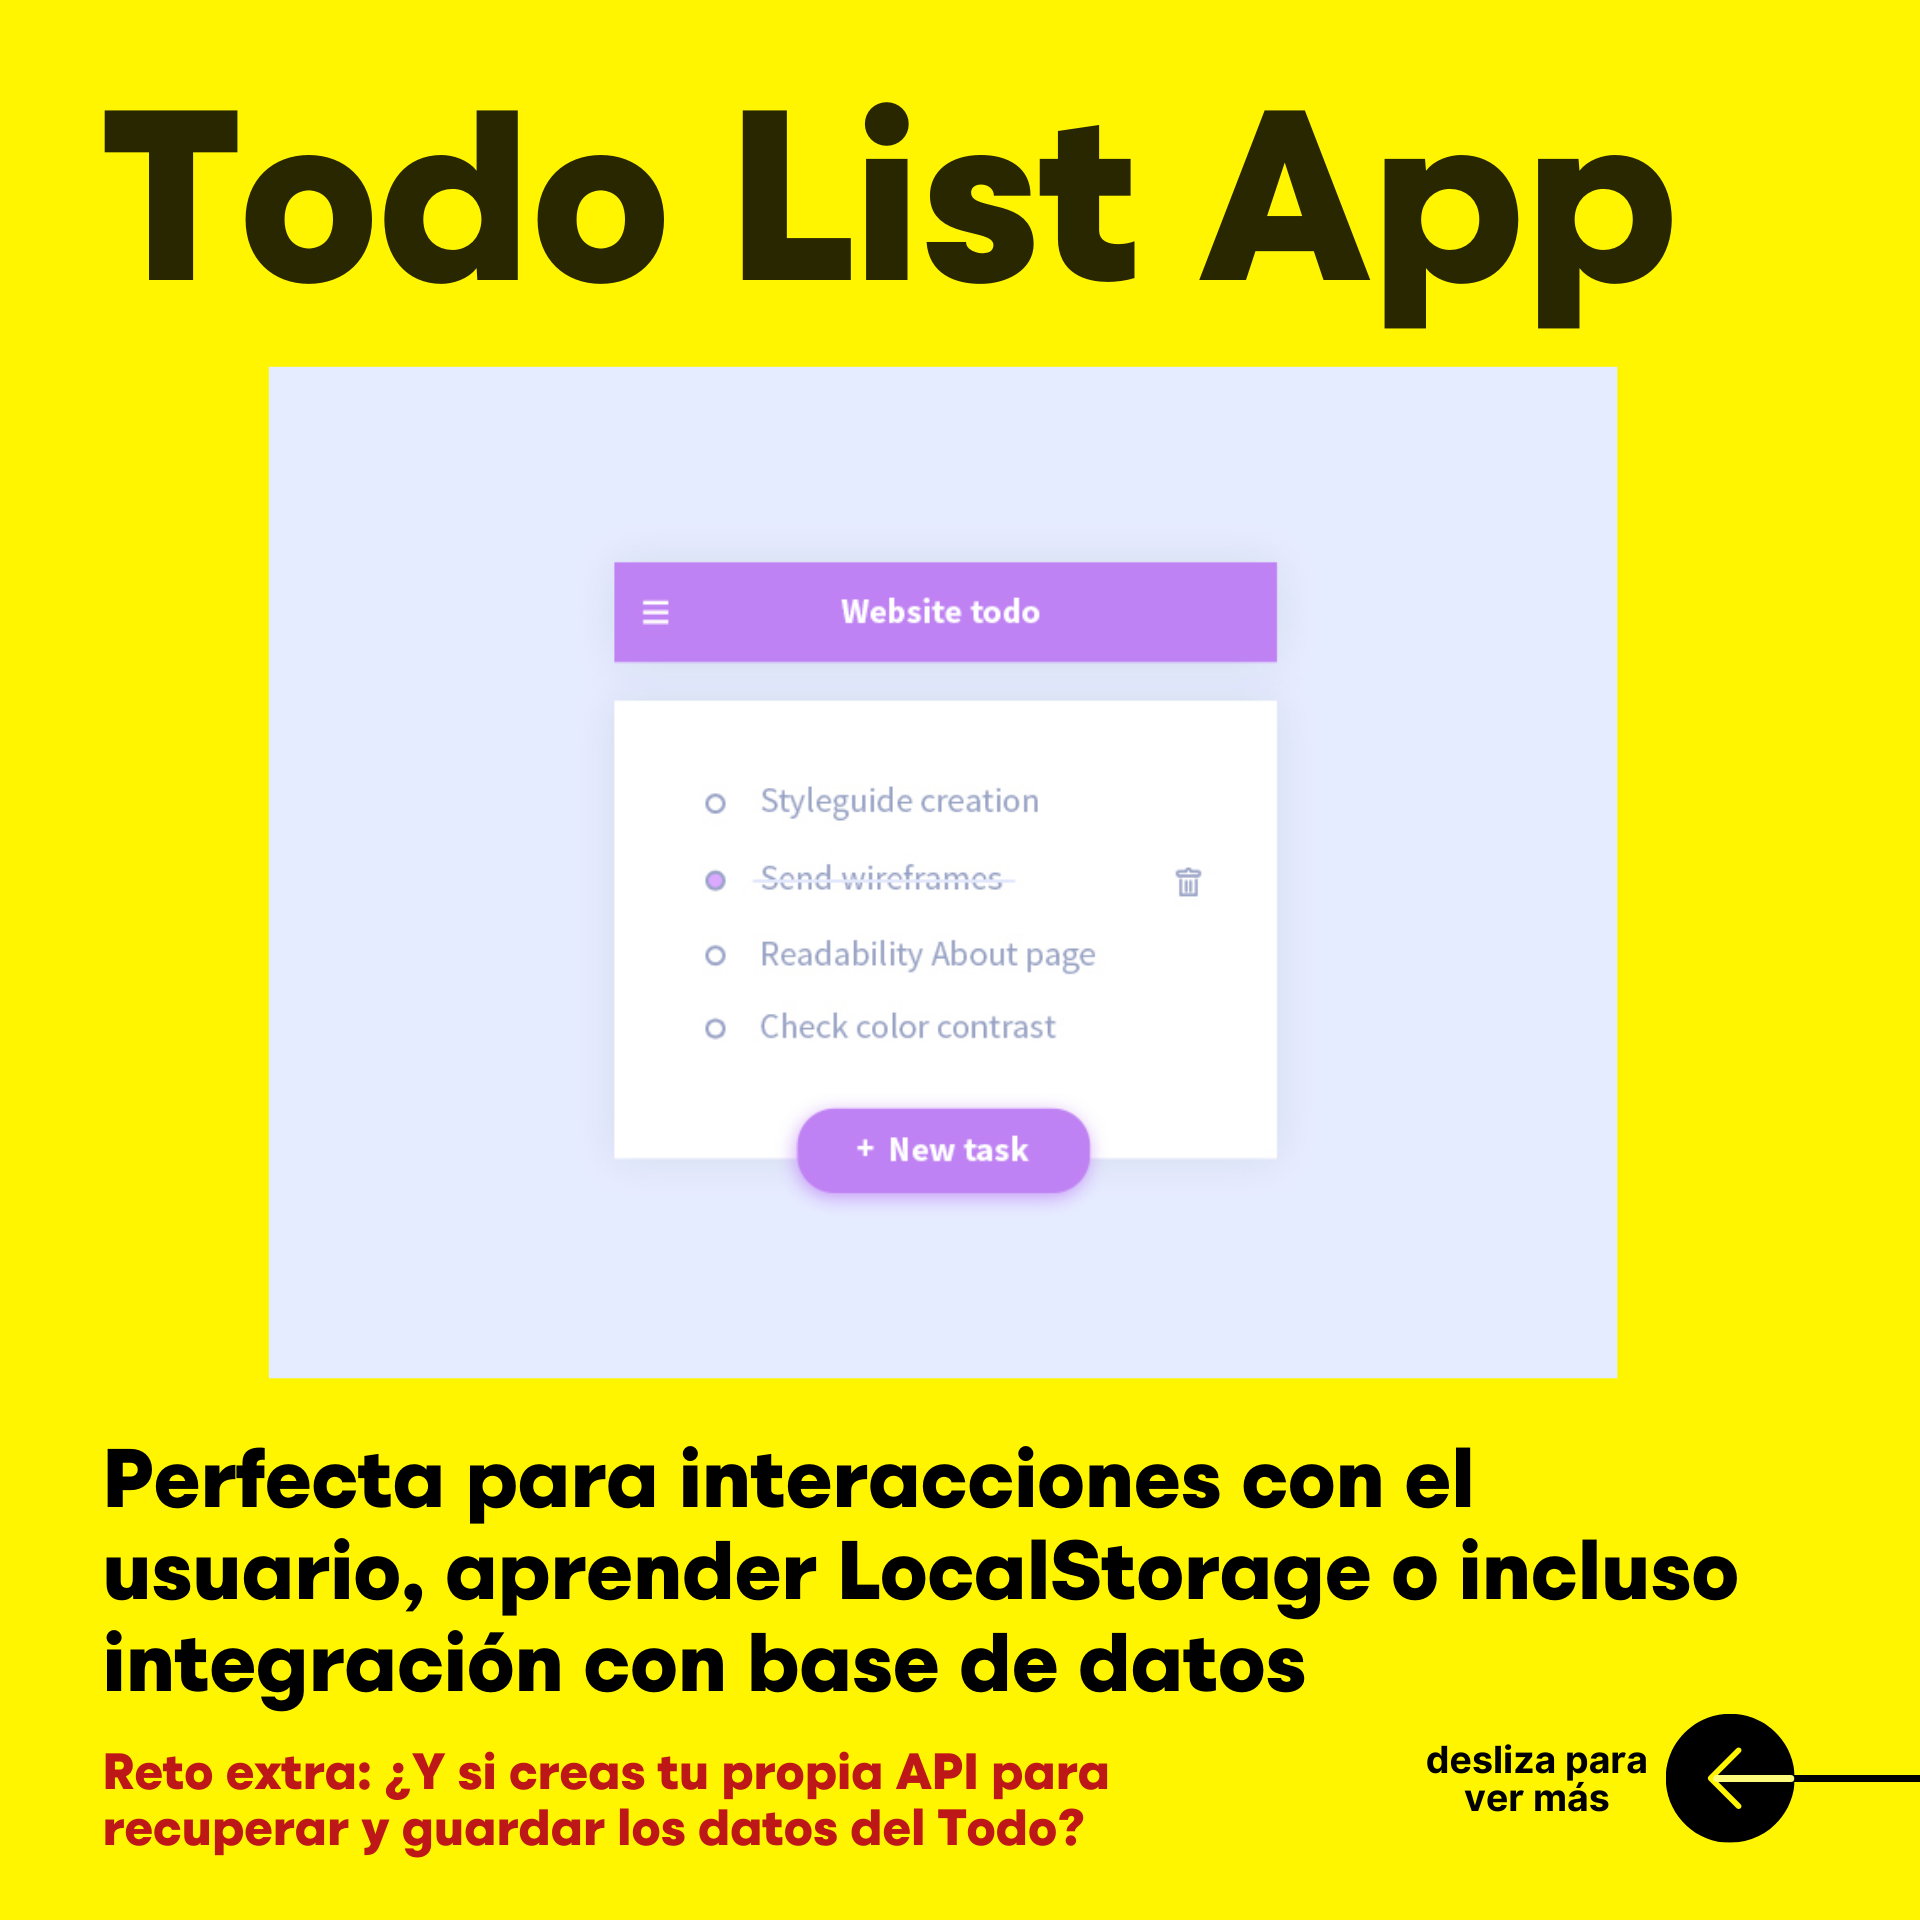 Todo List App
Website todo
Styleguide creation
Send wireframes
Readability About page
Check color contrast
+ New task
Perfecta para interacciones con el
usuario, aprender LocalStorage o incluso
integración con base de datos
Reto extra: ¿Y si creas tu propia API para
recuperar y guardar los datos del Todo?
desliza para
ver más